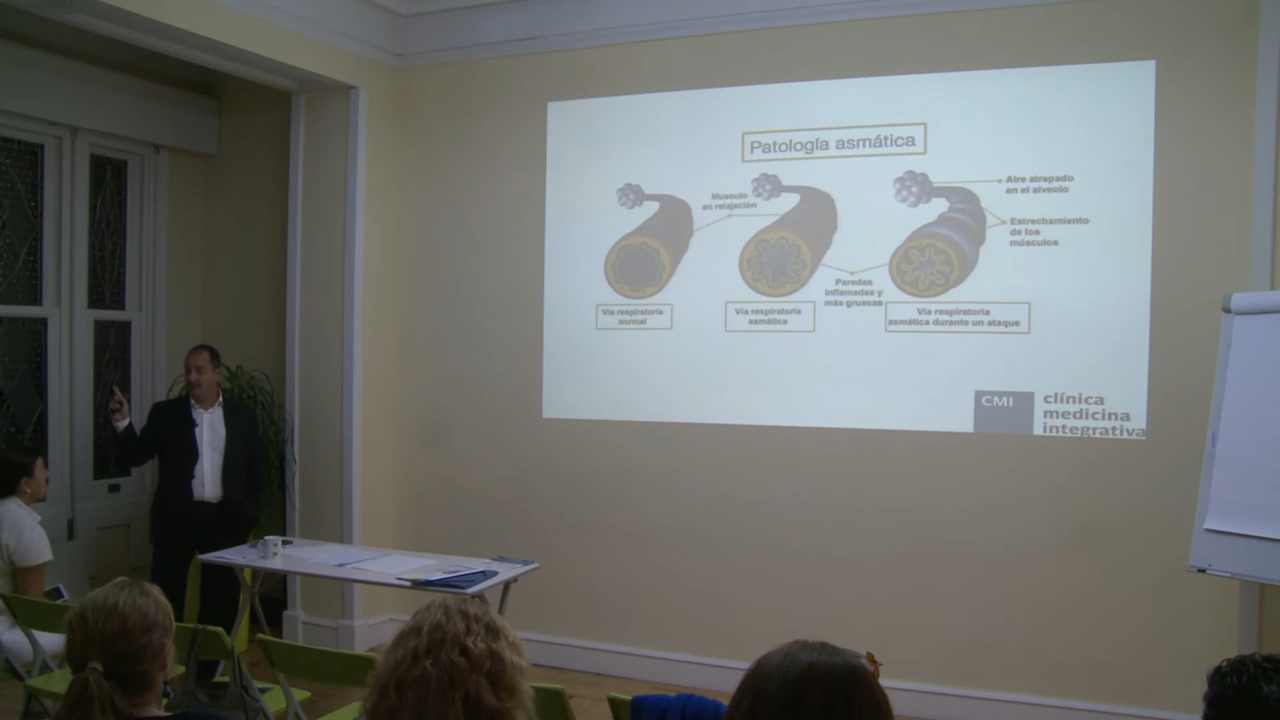 Patología asmática
Musculo
en relajación
Aire atrapado
en el alveolo
Estrechamiento
de los
músculos
Paredes
inflamadas y
más gruesas
Vía respiratoria
normal
Vía respiratoria
asmática
Vía respiratoria
asmática durante un ataque
CMI
clínica
medicina
integrativa